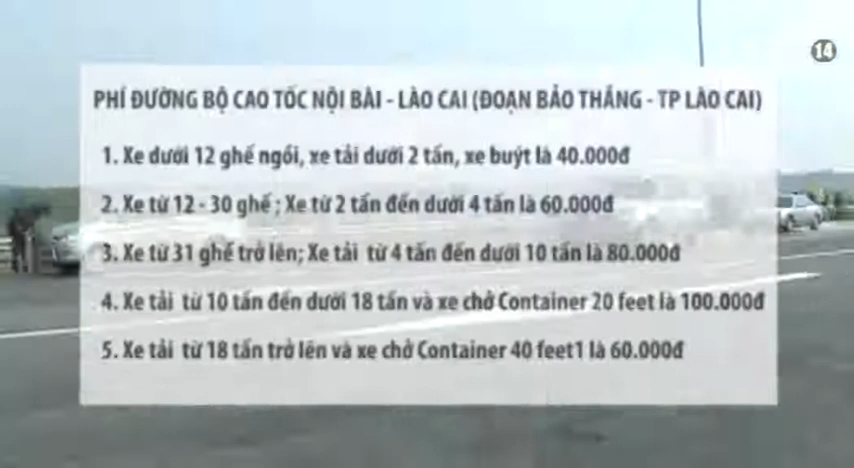 14
PHÍ ĐƯỜNG BỘ CAO TỐC NỘI BÀI - LÀO CAI (ĐOẠN BẢO THẮNG - TP LÀO CAI)
1. Xe dưới 12 ghế ngồi, xe tải dưới 2 tấn, xe buýt là 40.000đ
2. Xe từ 12 - 30 ghế ; Xe từ 2 tấn đến dưới 4 tấn là 60.000đ
3. Xe từ 31 ghế trở lên; Xe tải từ 4 tấn đến dưới 10 tấn là 80.000đ
4. Xe tải từ 10 tấn đến dưới 18 tấn và xe chở Container 20 feet là 100.000đ
5. Xe tải từ 18 tấn trở lên và xe chở Container 40 feet1 là 60.000đ